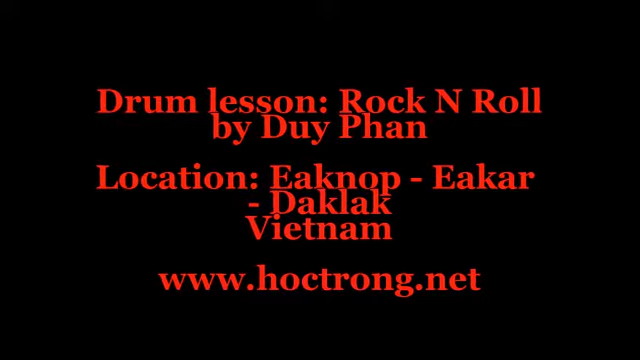 Drum lesson: Rock N Roll
by Duy Phan
Location: Eaknop - Eakar
- Daklak
Vietnam
www.hoctrong.net